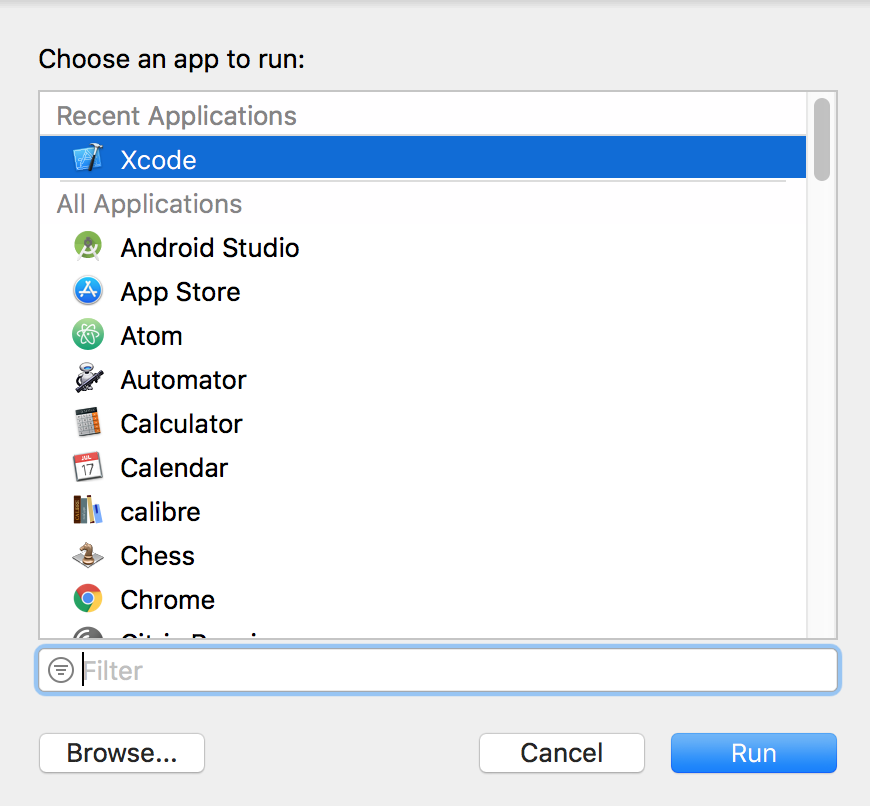 Choose an app to run:
Recent Applications
Xcode
All Applications
Android Studio
App Store
Atom
Automator
Calculator
JUL
17
Calendar
calibre
Chess
Chrome
Filter
Browse...
Cancel
Run